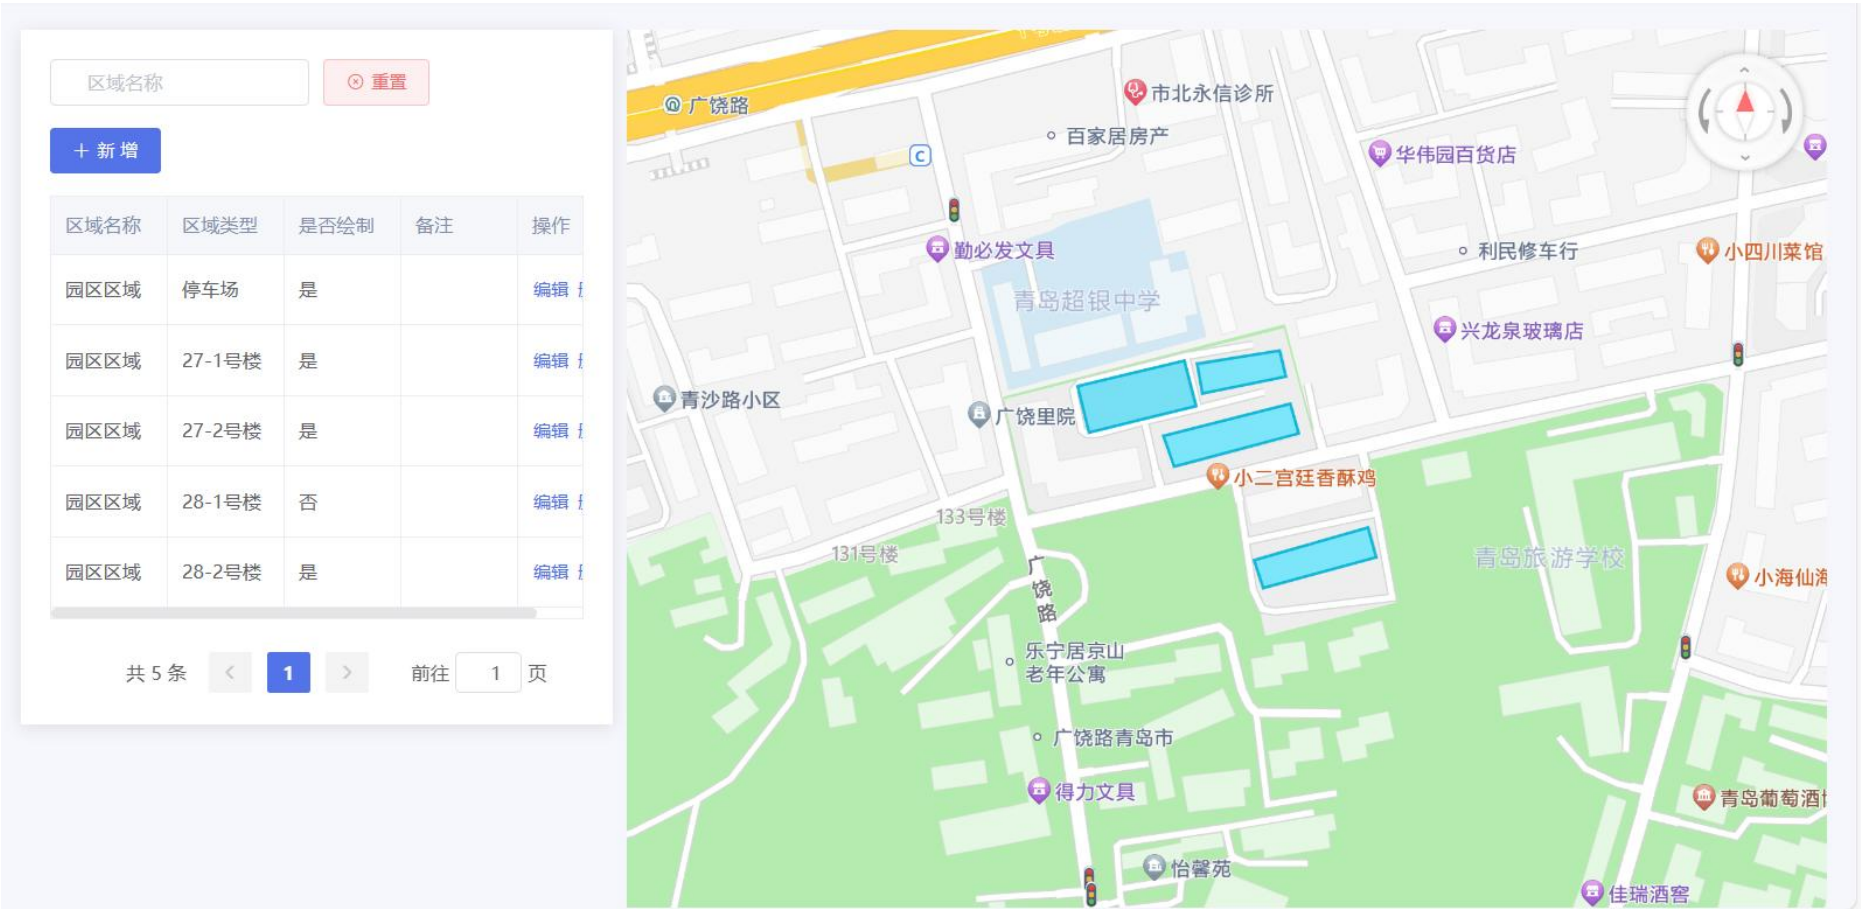 区域名称
重置
新增
区域名称 区域类型 是否绘制 备注 操作
园区区域 停车场 是 编辑
园区区域 27-1号楼 是 编辑
园区区域 27-2号楼 是 编辑
园区区域 28-1号楼 否 编辑
园区区域 28-2号楼 是 编辑
共 5 条 1 前往 1 页
广饶路
市北永信诊所
百家居房产
C
华伟园百货店
勤必发文具
利民修车行
小四川菜馆
青岛超银中学
兴龙泉玻璃店
青沙路小区
广饶里院
小二宫廷香酥鸡
133号楼
131号楼
青岛旅游学校
广饶路
小海仙海
乐宁居京山
老年公寓
广饶路青岛市
得力文具
青岛葡萄酒
怡馨苑
佳瑞酒窖